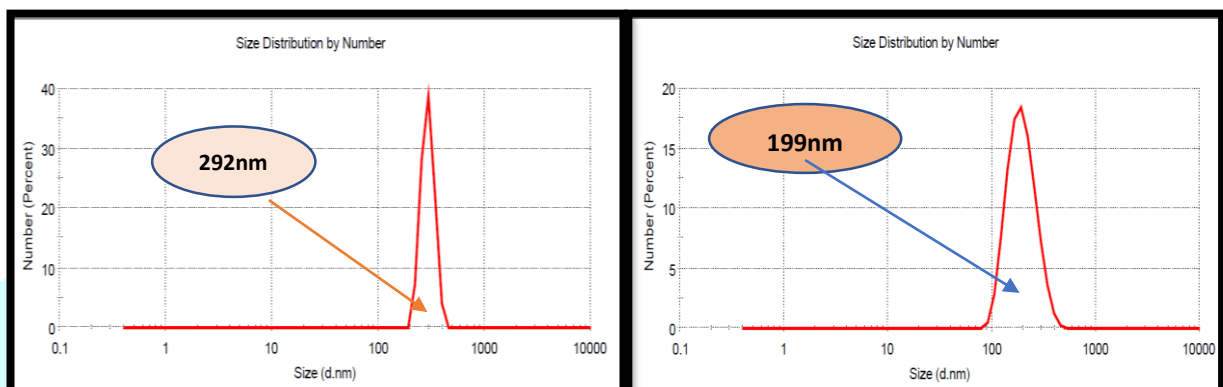 Size Distribution by Number
40
30
20
10
0
Number (Percent)
292nm
0.1 1 10 100 1000 10000
Size (d.nm)
Size Distribution by Number
20
15
10
5
0
Number (Percent)
199nm
0.1 1 10 100 1000 10000
Size (d.nm)